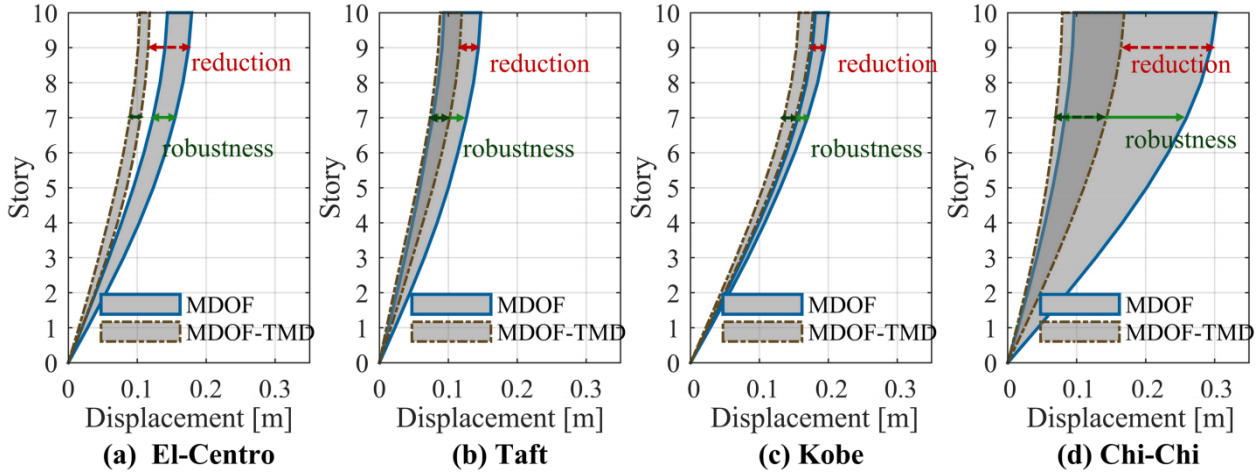 10
9
8
7
6
5
4
3
2
1
0
Story
reduction
robustness
MDOF
MDOF-TMD
0 0.1 0.2 0.3
Displacement [m]
(a) El-Centro
10
9
8
7
6
5
4
3
2
1
0
Story
reduction
robustness
MDOF
MDOF-TMD
0 0.1 0.2 0.3
Displacement [m]
(b) Taft
10
9
8
7
6
5
4
3
2
1
0
Story
reduction
robustness
MDOF
MDOF-TMD
0 0.1 0.2 0.3
Displacement [m]
(c) Kobe
10
9
8
7
6
5
4
3
2
1
0
Story
reduction
robustness
MDOF
MDOF-TMD
0 0.1 0.2 0.3
Displacement [m]
(d) Chi-Chi